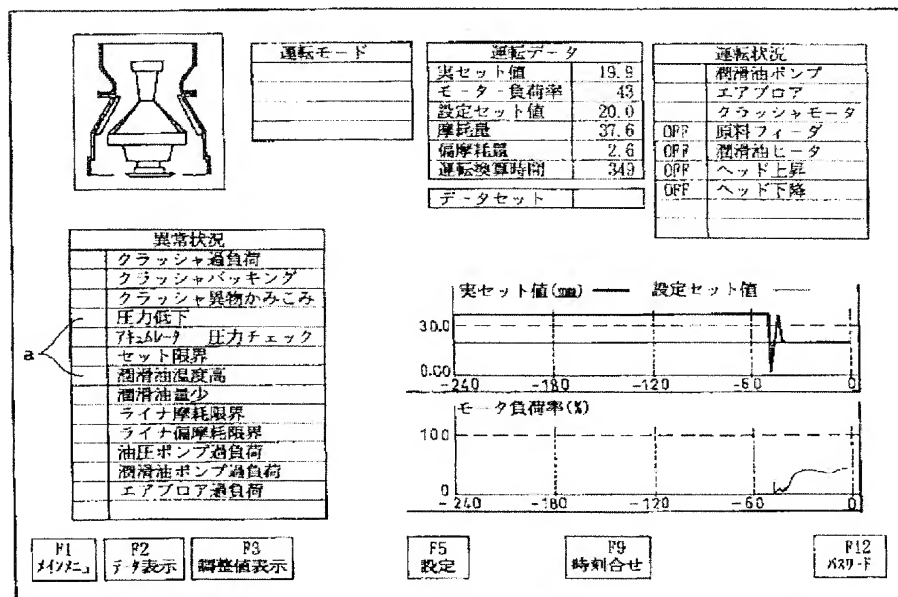 運転モード
運転データ
実セット値 19.9
モーター負荷率 43
設定セット値 20.0
摩耗量 37.6
偏摩耗量 2.6
運転換算時間 349
データセット
運転状況
潤滑油ポンプ
エアブロア
クラッシャモータ
OFF 原料フィーダ
OFF 潤滑油ヒータ
OFF ヘッド上昇
OFF ヘッド下降
異常状況
クラッシャ過負荷
クラッシャパッキング
クラッシャ異物かみこみ
圧力低下
アキュムレータ 圧力チェック
セット限界
潤滑油温度高
潤滑油量少
ライナ摩耗限界
ライナ偏摩耗限界
油圧ポンプ過負荷
潤滑油ポンプ過負荷
エアブロア過負荷
a
実セット値(mm) 設定セット値
30.0
0.00
-240 -180 -120 -60 0
モータ負荷率(%)
100
0
-240 -180 -120 -60 0
F1
メインメニュ
F2
データ表示
F3
調整値表示
F5
設定
F9
時刻合せ
F12
パスワード